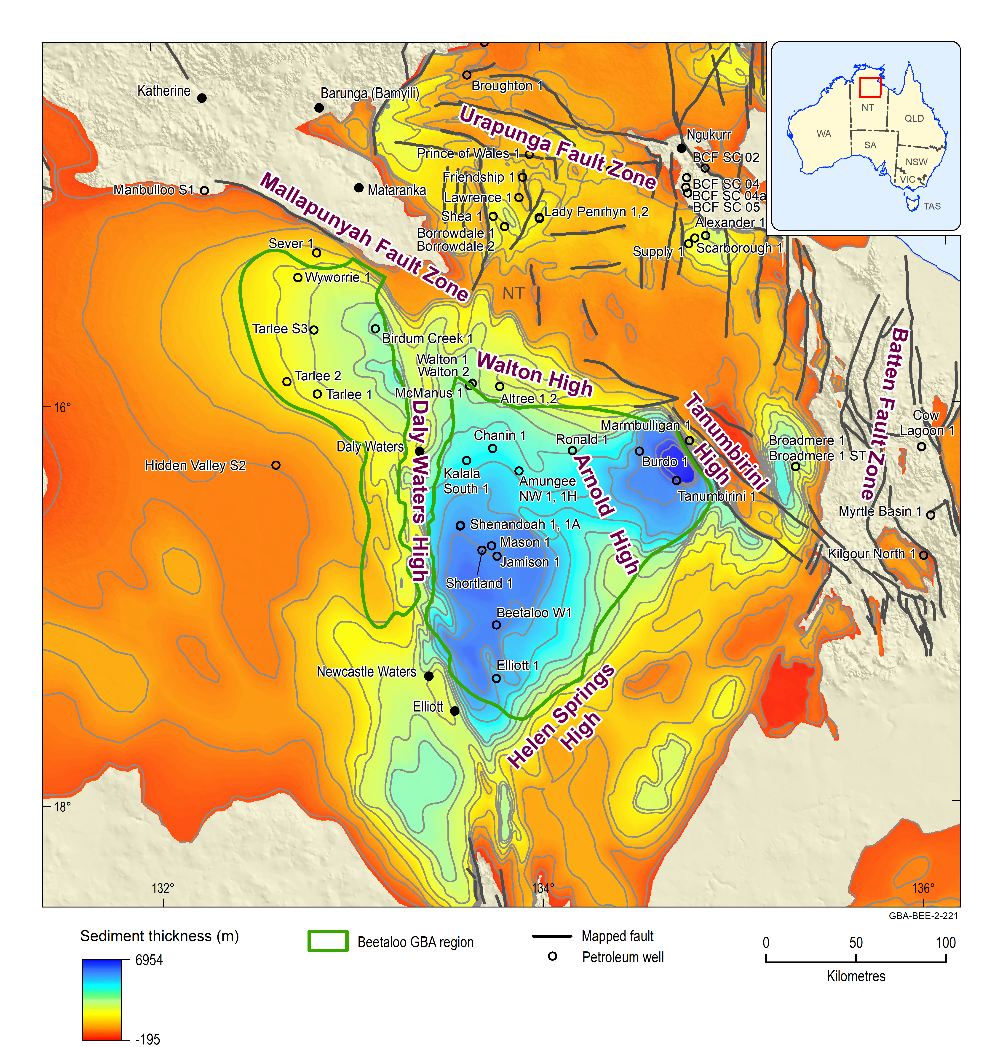 Katherine
Barunga (Bamyili)
Broughton 1
Urapunga Fault Zone
Ngukurr
BCF SC 02
Prince of Wales 1
Friendship 1
BCF SC 04
BCF SC 04a
BCF SC 05
Manbulloo S1
Mataranka
Lawrence 1
Shea 1
Lady Penrhyn 1,2
Borrowdale 1
Borrowdale 2
Alexander 1
Supply 1
Scarborough 1
Mallapunyah Fault Zone
Sever 1
Wyworrie 1
NT
Tarlee S3
Birdum Creek 1
Walton 1
Walton 2
Walton High
McManus 1
Altree 1,2
Tarlee 2
Tarlee 1
16°
Batten Fault Zone
Cow
Lagoon 1
Tanumbirini
High
Marmbulligan 1
Chanin 1
Ronald 1
Broadmere 1
Broadmere 1 ST
Daly Waters
Daly Waters High
Hidden Valley S2
Kalala
South 1
Amungee
NW 1, 1H
Arnold High
Burdo 1
Tanumbirini 1
Myrtle Basin 1
Shenandoah 1, 1A
Mason 1
Jamison 1
Shortland 1
Kilgour North 1
Beetaloo W1
Newcastle Waters
Elliott 1
Elliott
Helen Springs
High
18°
132°
134°
136°
WA
NT
QLD
SA
NSW
VIC
TAS
GBA-BEE-2-221
Sediment thickness (m)
6954
-195
Beetaloo GBA region
Mapped fault
Petroleum well
0 50 100
Kilometres